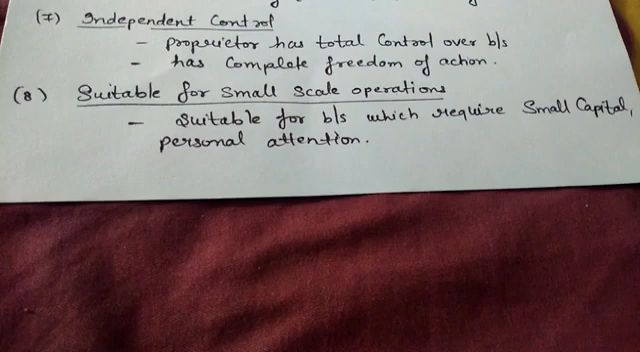 (7) Independent Control
- proprietor has total Control over b/s
- has Complete freedom of action.
(8) Suitable for small scale operations
- Suitable for b/s which require Small Capital,
personal attention.